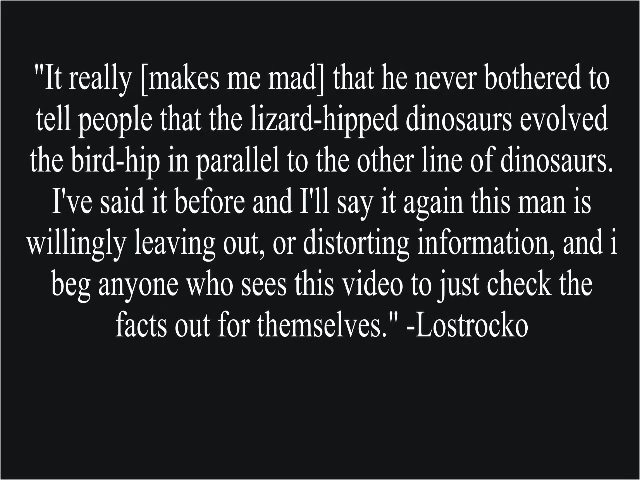 "It really [makes me mad] that he never bothered to
tell people that the lizard-hipped dinosaurs evolved
the bird-hip in parallel to the other line of dinosaurs.
I've said it before and I'll say it again this man is
willingly leaving out, or distorting information, and i
beg anyone who sees this video to just check the
facts out for themselves." -Lostrocko